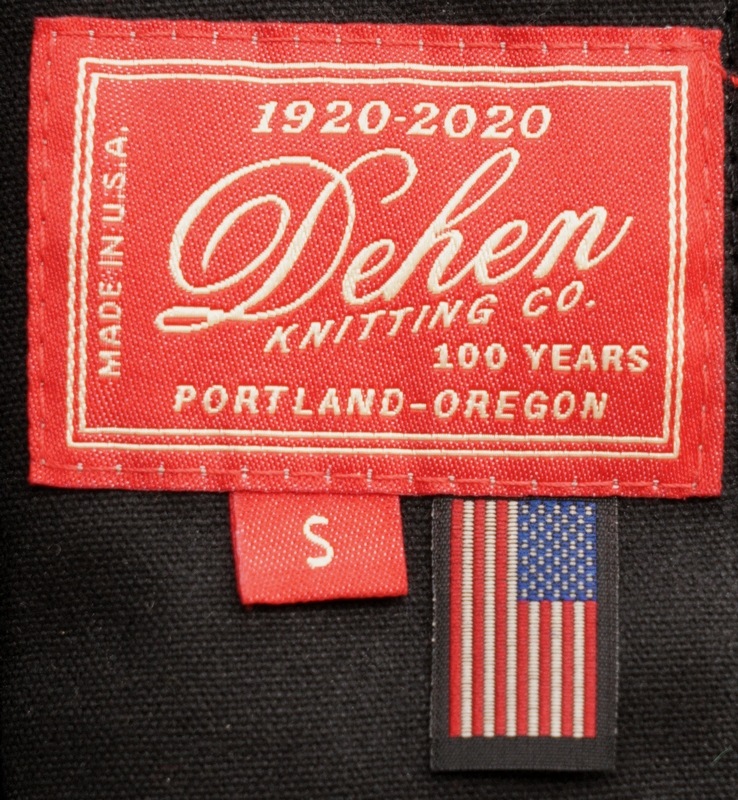 1920-2020
Dehen
KNITTING CO.
100 YEARS
PORTLAND-OREGON
MADE IN U.S.A.
S